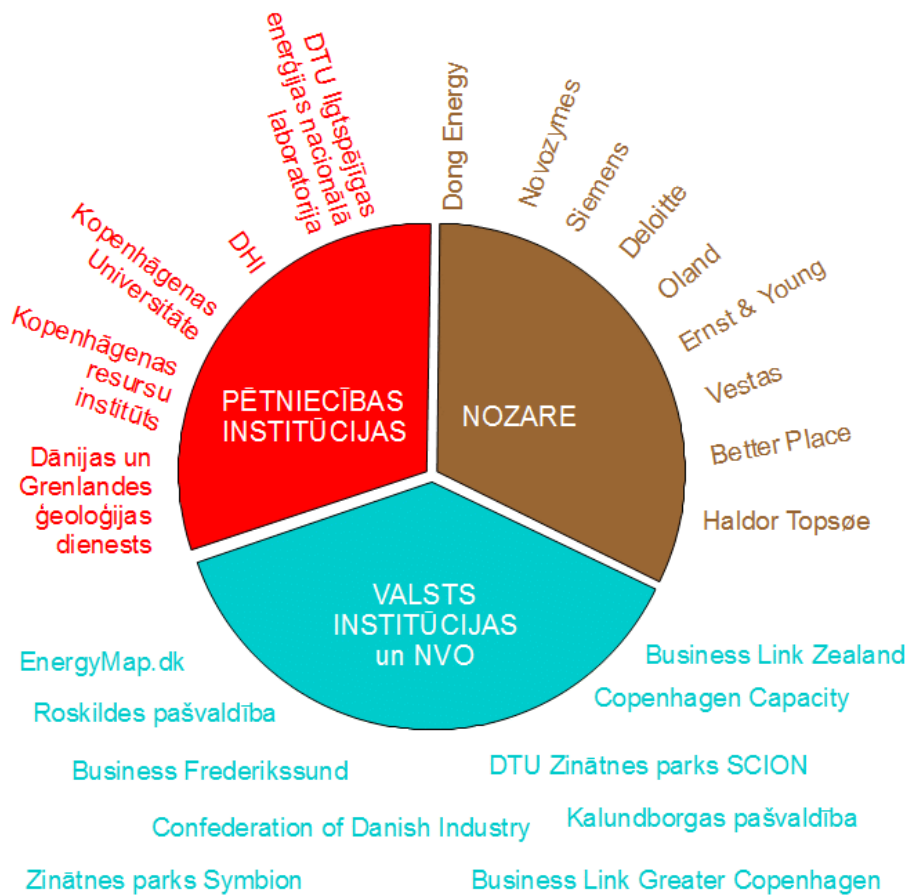 DTU ilgtspējīgas
enerģijas nacionālā
laboratorija
DHI
Kopenhāgenas
Universitāte
Kopenhāgenas
resursu
institūts
Dānijas un
Grenlandes
ģeoloģijas
dienests
Dong Energy
Novozymes
Siemens
Deloitte
Oland
Ernst & Young
Vestas
Better Place
Haldor Topsøe
PĒTNIECĪBAS
INSTITŪCIJAS
NOZARE
VALSTS
INSTITŪCIJAS
un NVO
EnergyMap.dk
Business Link Zealand
Copenhagen Capacity
Roskildes pašvaldība
Business Frederikssund
DTU Zinātnes parks SCION
Confederation of Danish Industry
Kalundborgas pašvaldība
Zinātnes parks Symbion
Business Link Greater Copenhagen